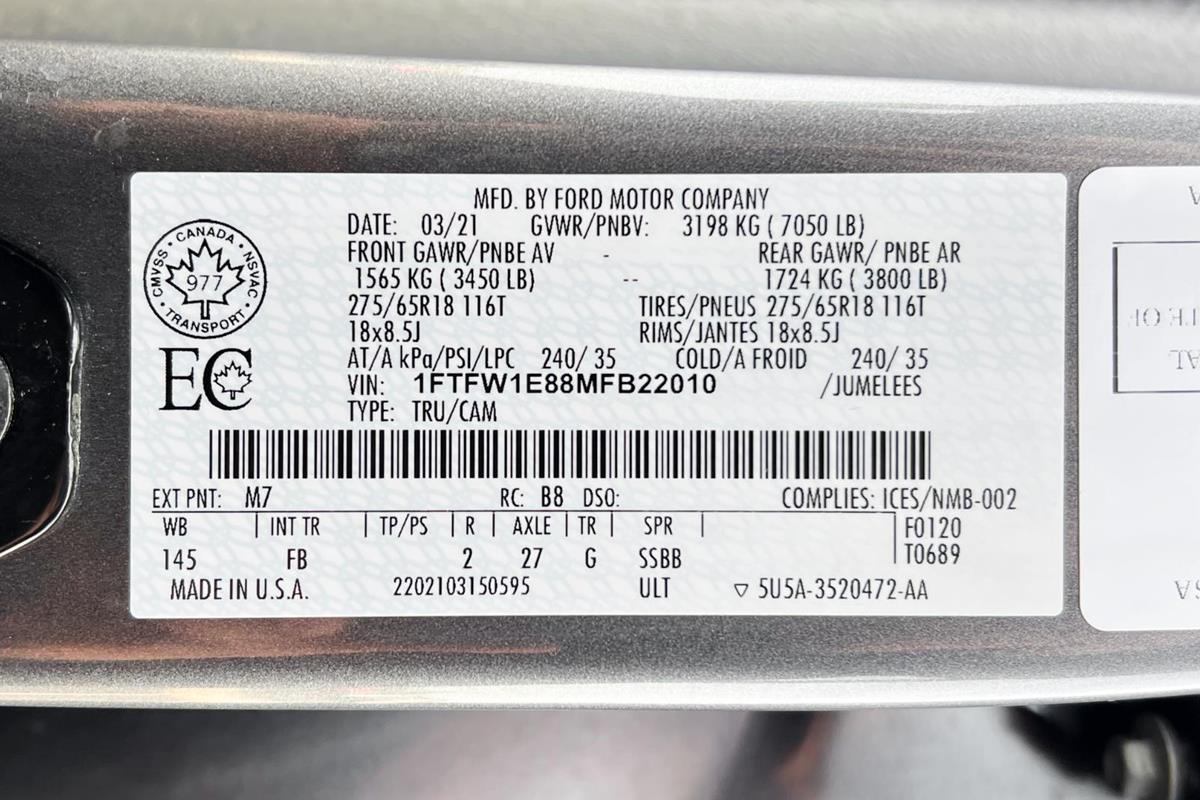 MFD. BY FORD MOTOR COMPANY
DATE: 03/21 GVWR/PNBV: 3198 KG ( 7050 LB)
FRONT GAWR/PNBE AV - REAR GAWR/ PNBE AR
1565 KG ( 3450 LB) -- 1724 KG ( 3800 LB)
275/65R18 116T TIRES/PNEUS 275/65R18 116T
18x8.5J RIMS/JANTES 18x8.5J
AT/A kPa/PSI/LPC 240/ 35 COLD/A FROID 240/ 35
VIN: 1FTFW1E88MFB22010 /JUMELEES
TYPE: TRU/CAM
CANADA
CMVSS • NSVAC
977
TRANSPORT
EC
EXT PNT: M7 RC: B8 DSO: COMPLIES: ICES/NMB-002
WB | INT TR | TP/PS | R | AXLE | TR | SPR | F0120
145 FB 2 27 G SSBB T0689
MADE IN U.S.A. 2202103150595 ULT ▽ 5U5A-3520472-AA